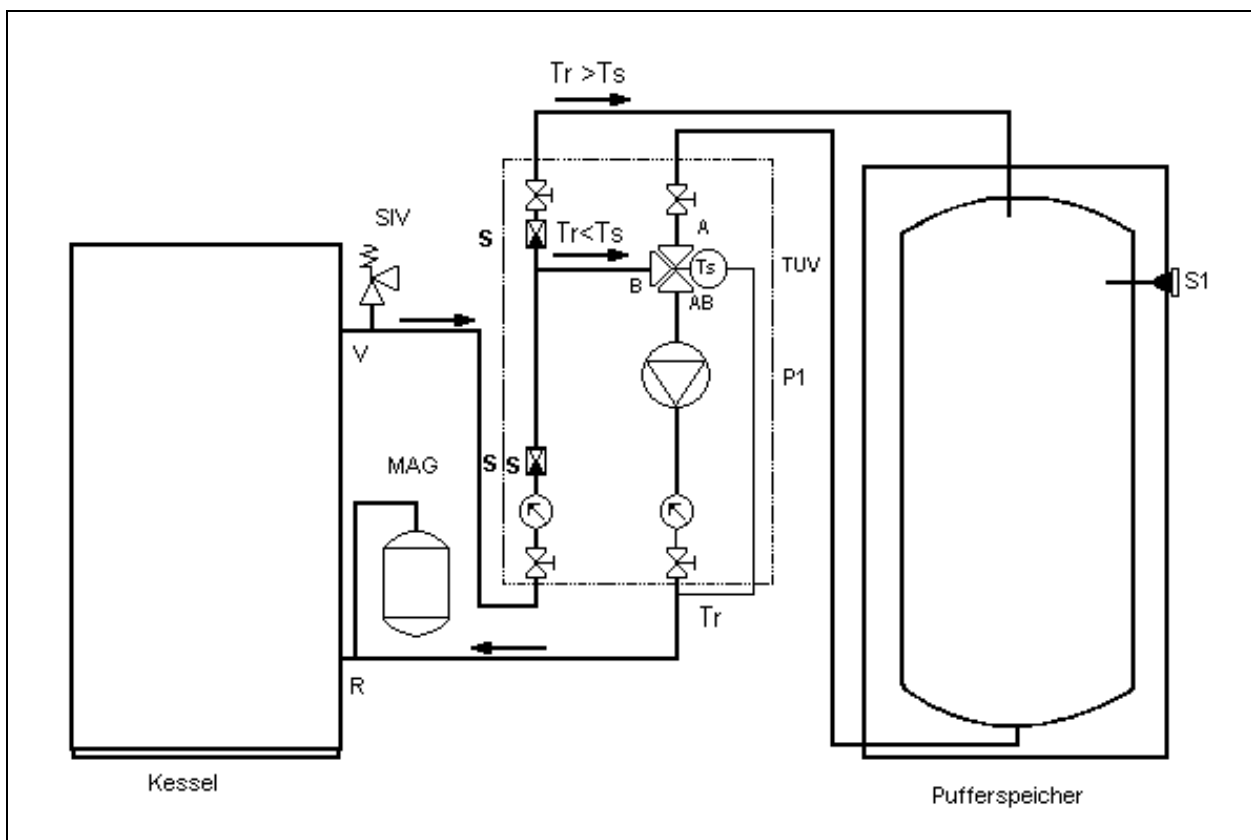 Tr >Ts
SIV
S
Tr<Ts
A
Ts
TUV
B
AB
S1
V
P1
MAG
S S
Tr
R
Kessel
Pufferspeicher